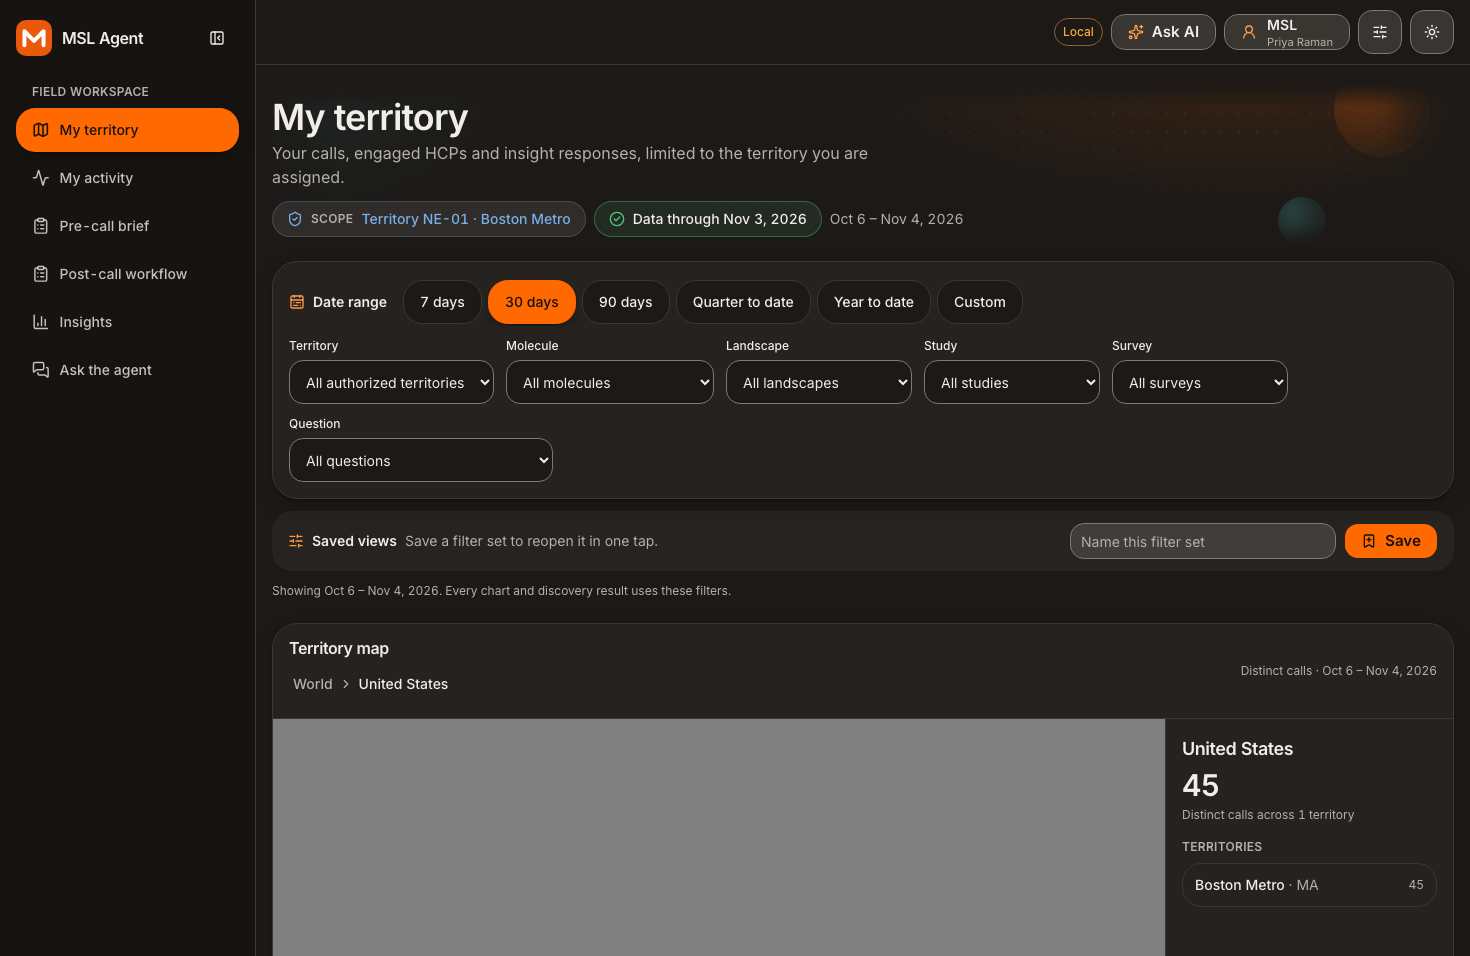 MSL Agent
FIELD WORKSPACE
My territory
My activity
Pre-call brief
Post-call workflow
Insights
Ask the agent
Local
Ask AI
MSL
Priya Raman
My territory
Your calls, engaged HCPs and insight responses, limited to the territory you are
assigned.
SCOPE Territory NE-01 · Boston Metro
Data through Nov 3, 2026
Oct 6 – Nov 4, 2026
Date range
7 days
30 days
90 days
Quarter to date
Year to date
Custom
Territory
All authorized territories
Molecule
All molecules
Landscape
All landscapes
Study
All studies
Survey
All surveys
Question
All questions
Saved views Save a filter set to reopen it in one tap.
Name this filter set
Save
Showing Oct 6 – Nov 4, 2026. Every chart and discovery result uses these filters.
Territory map
World > United States
Distinct calls · Oct 6 – Nov 4, 2026
United States
45
Distinct calls across 1 territory
TERRITORIES
Boston Metro · MA 45